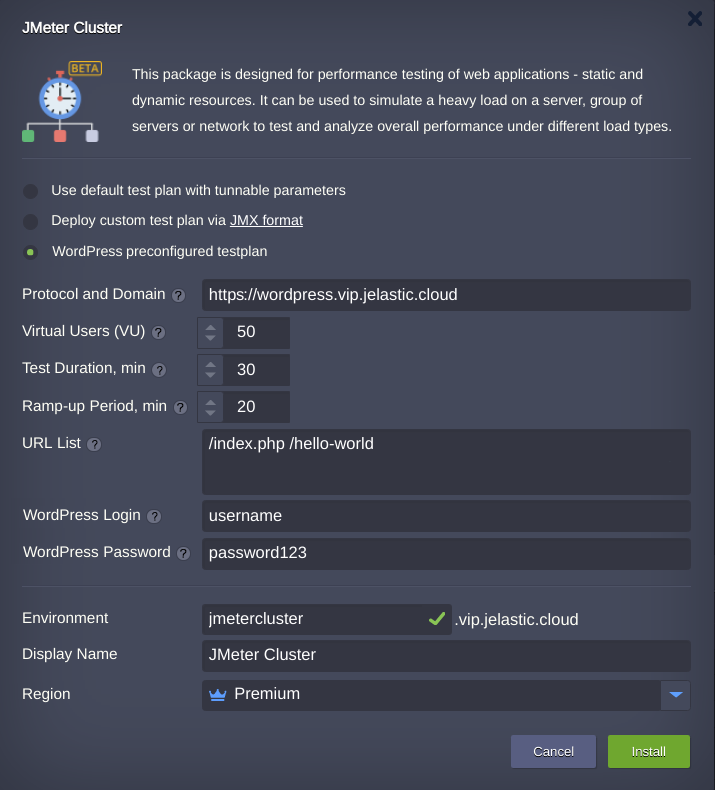 JMeter Cluster
BETA
This package is designed for performance testing of web applications - static and
dynamic resources. It can be used to simulate a heavy load on a server, group of
servers or network to test and analyze overall performance under different load types.
Use default test plan with tunnable parameters
Deploy custom test plan via JMX format
WordPress preconfigured testplan
Protocol and Domain ? https://wordpress.vip.jelastic.cloud
Virtual Users (VU) ? 50
Test Duration, min ? 30
Ramp-up Period, min ? 20
URL List ? /index.php /hello-world
WordPress Login ? username
WordPress Password ? password123
Environment jmetercluster .vip.jelastic.cloud
Display Name JMeter Cluster
Region Premium
Cancel Install